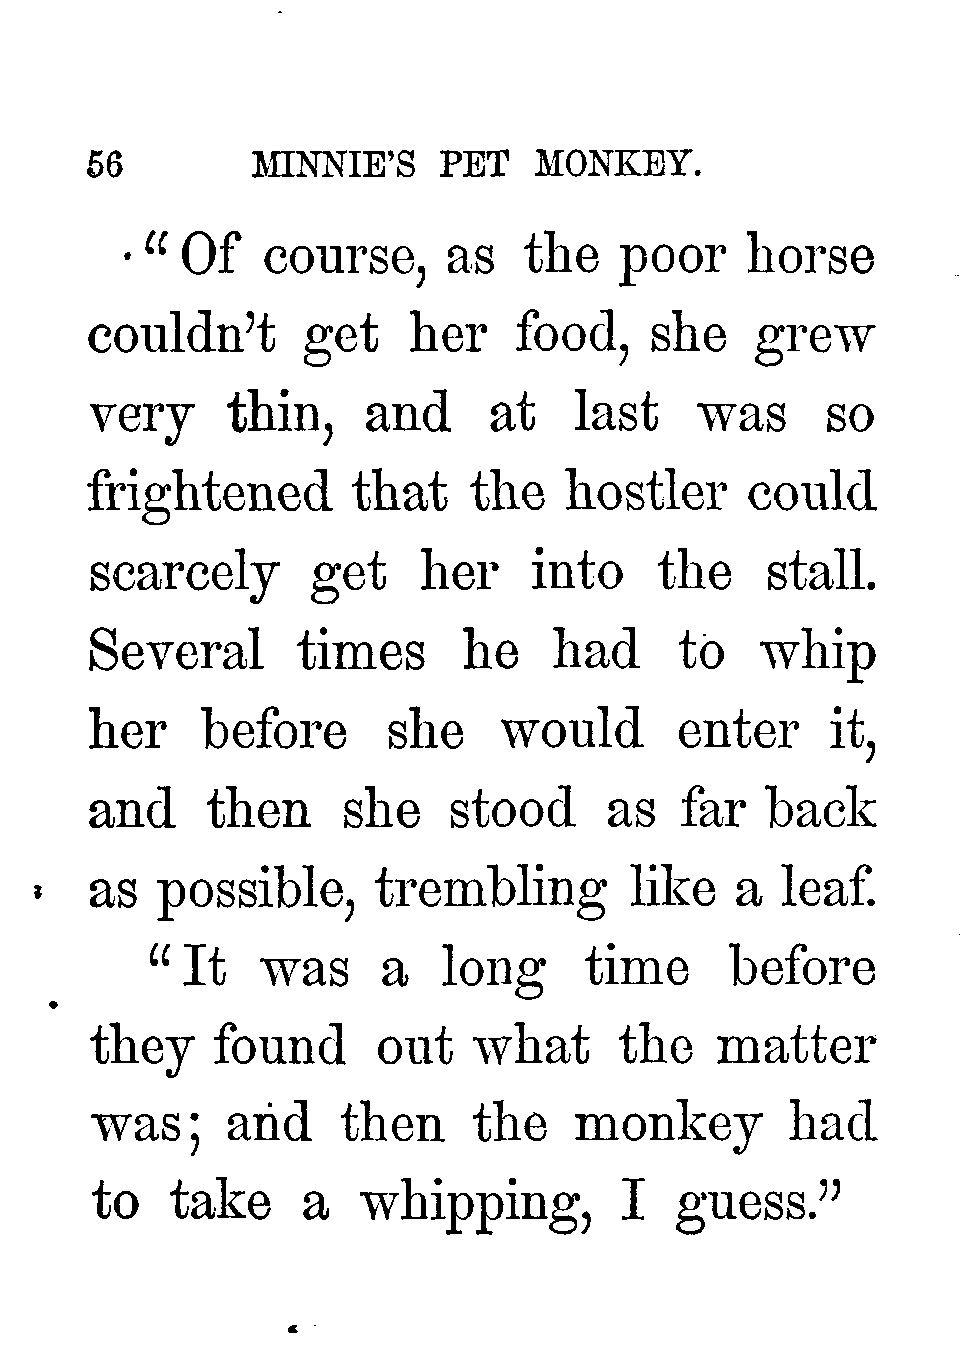 56 MINNIE'S PET MONKEY.
"Of course, as the poor horse
couldn't get her food, she grew
very thin, and at last was so
frightened that the hostler could
scarcely get her into the stall.
Several times he had to whip
her before she would enter it,
and then she stood as far back
as possible, trembling like a leaf.
"It was a long time before
they found out what the matter
was; and then the monkey had
to take a whipping, I guess."